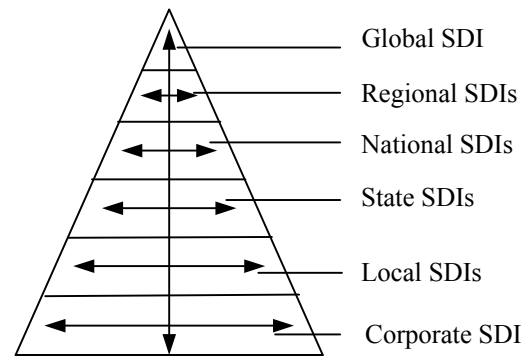 Global SDI
Regional SDIs
National SDIs
State SDIs
Local SDIs
Corporate SDI